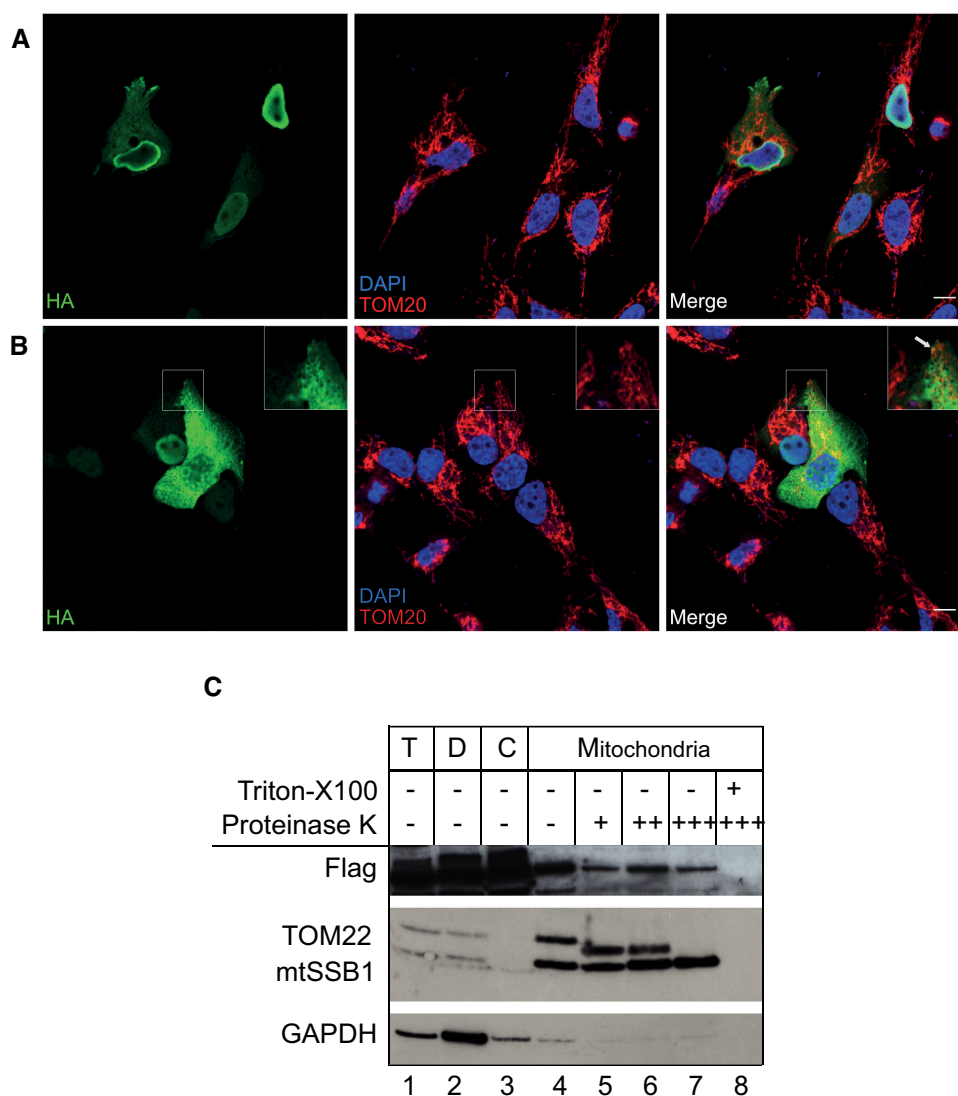 A
HA
DAPI
TOM20
Merge
B
HA
DAPI
TOM20
Merge
C
T D C Mitochondria
Triton-X100 - - - - - - - +
Proteinase K - - - - + ++ +++ +++
Flag
TOM22
mtSSB1
GAPDH
1 2 3 4 5 6 7 8